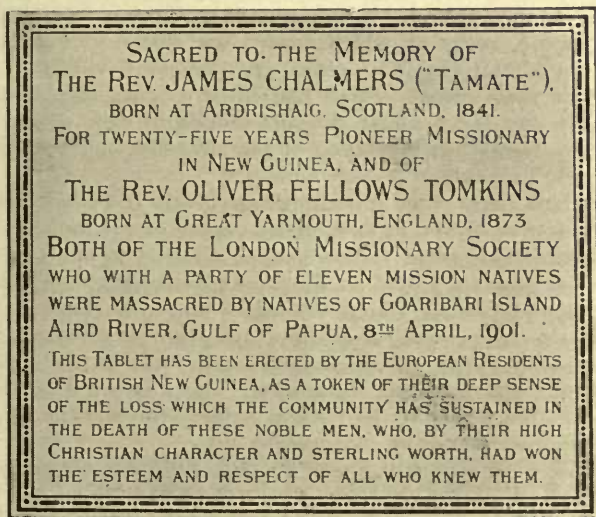 SACRED TO THE MEMORY OF
THE REV. JAMES CHALMERS ("TAMATE"),
BORN AT ARDRISHAIG, SCOTLAND, 1841.
FOR TWENTY-FIVE YEARS PIONEER MISSIONARY
IN NEW GUINEA, AND OF
THE REV. OLIVER FELLOWS TOMKINS
BORN AT GREAT YARMOUTH, ENGLAND, 1873
BOTH OF THE LONDON MISSIONARY SOCIETY
WHO WITH A PARTY OF ELEVEN MISSION NATIVES
WERE MASSACRED BY NATIVES OF GOARIBARI ISLAND
AIRD RIVER, GULF OF PAPUA, 8TH APRIL, 1901.
THIS TABLET HAS BEEN ERECTED BY THE EUROPEAN RESIDENTS
OF BRITISH NEW GUINEA, AS A TOKEN OF THEIR DEEP SENSE
OF THE LOSS WHICH THE COMMUNITY HAS SUSTAINED IN
THE DEATH OF THESE NOBLE MEN, WHO, BY THEIR HIGH
CHRISTIAN CHARACTER AND STERLING WORTH, HAD WON
THE ESTEEM AND RESPECT OF ALL WHO KNEW THEM.